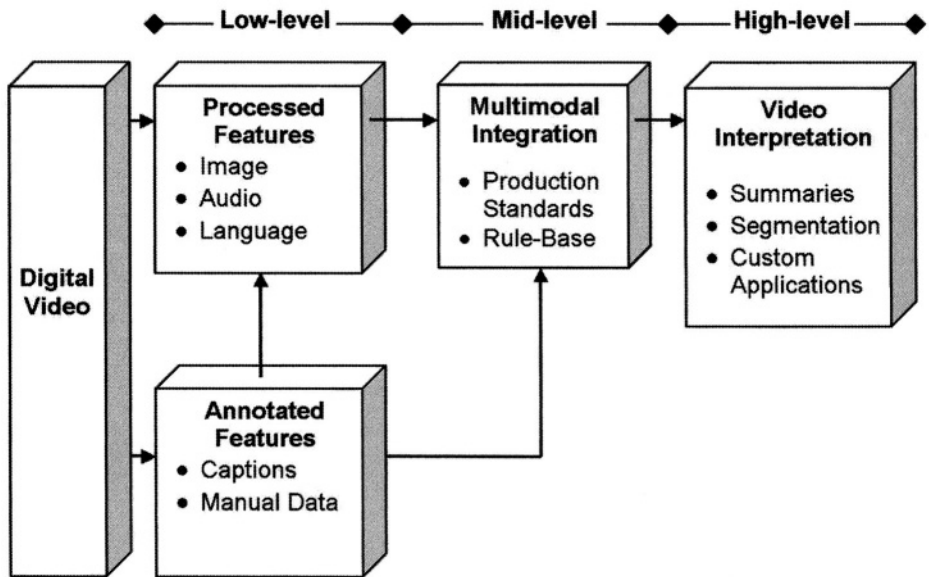 Low-level
Mid-level
High-level
Digital
Video
Processed
Features
• Image
• Audio
• Language
Annotated
Features
• Captions
• Manual Data
Multimodal
Integration
• Production
Standards
• Rule-Base
Video
Interpretation
• Summaries
• Segmentation
• Custom
Applications